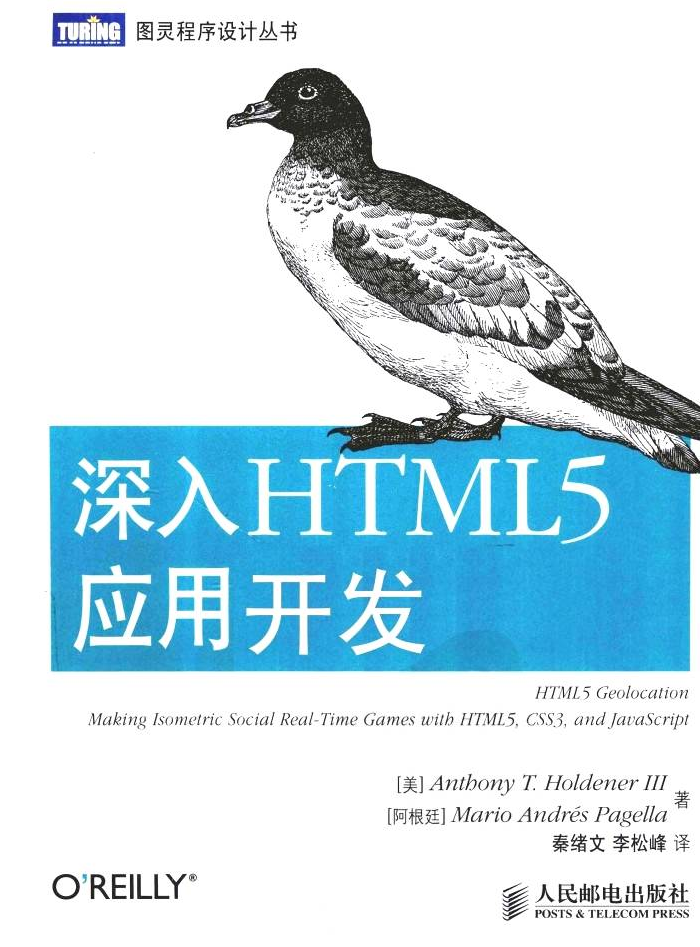 TURING 图灵程序设计丛书
深入HTML5
应用开发
HTML5 Geolocation
Making Isometric Social Real-Time Games with HTML5, CSS3, and JavaScript
[美] Anthony T. Holdener III
[阿根廷] Mario Andrés Pagella
著
秦绪文 李松峰 译
O'REILLY®
人民邮电出版社
POSTS & TELECOM PRESS